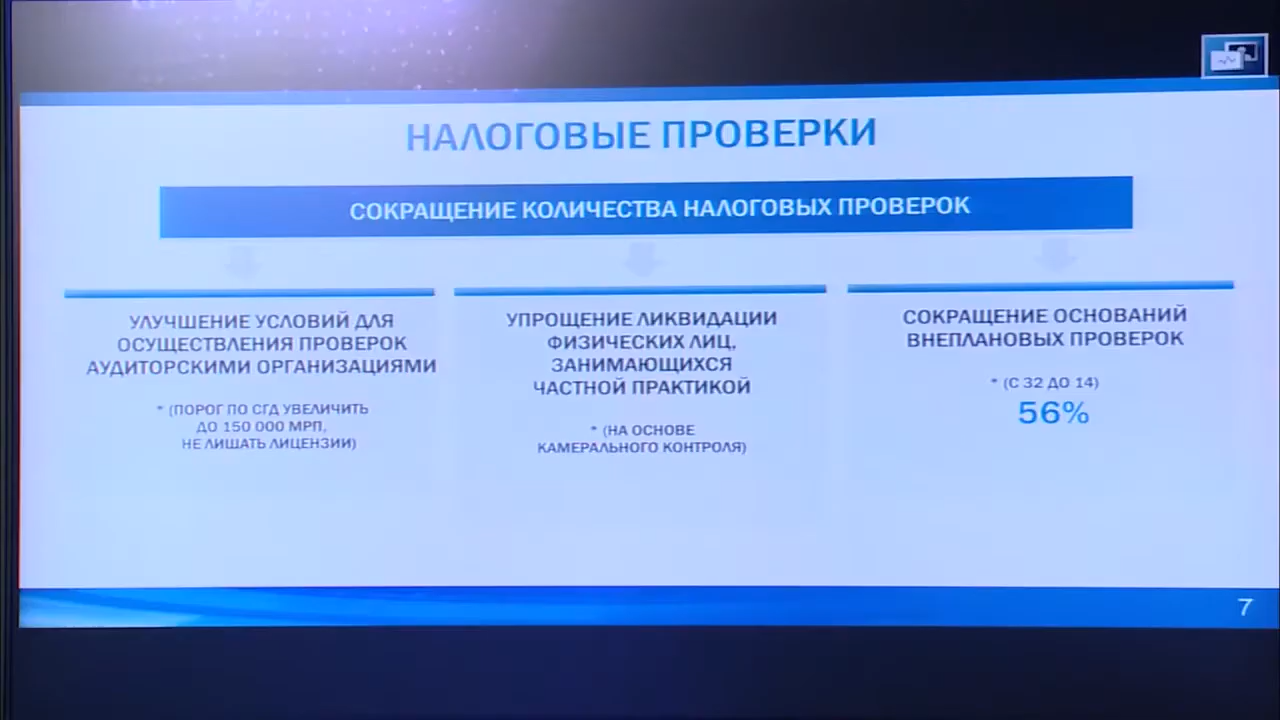 НАЛОГОВЫЕ ПРОВЕРКИ
СОКРАЩЕНИЕ КОЛИЧЕСТВА НАЛОГОВЫХ ПРОВЕРОК
УЛУЧШЕНИЕ УСЛОВИЙ ДЛЯ
ОСУЩЕСТВЛЕНИЯ ПРОВЕРОК
АУДИТОРСКИМИ ОРГАНИЗАЦИЯМИ
* (ПОРОГ ПО СГД УВЕЛИЧИТЬ
ДО 150 000 МРП,
НЕ ЛИШАТЬ ЛИЦЕНЗИИ)
УПРОЩЕНИЕ ЛИКВИДАЦИИ
ФИЗИЧЕСКИХ ЛИЦ,
ЗАНИМАЮЩИХСЯ
ЧАСТНОЙ ПРАКТИКОЙ
* (НА ОСНОВЕ
КАМЕРАЛЬНОГО КОНТРОЛЯ)
СОКРАЩЕНИЕ ОСНОВАНИЙ
ВНЕПЛАНОВЫХ ПРОВЕРОК
* (С 32 ДО 14)
56%
7